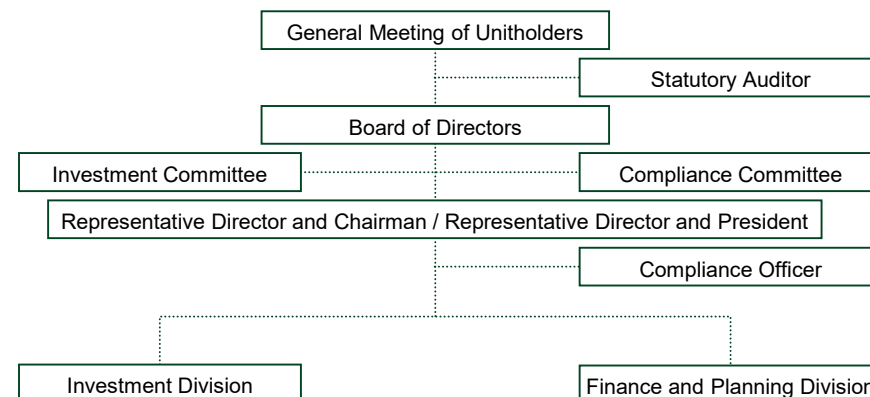 General Meeting of Unitholders
Statutory Auditor
Board of Directors
Investment Committee
Compliance Committee
Representative Director and Chairman / Representative Director and President
Compliance Officer
Investment Division
Finance and Planning Division